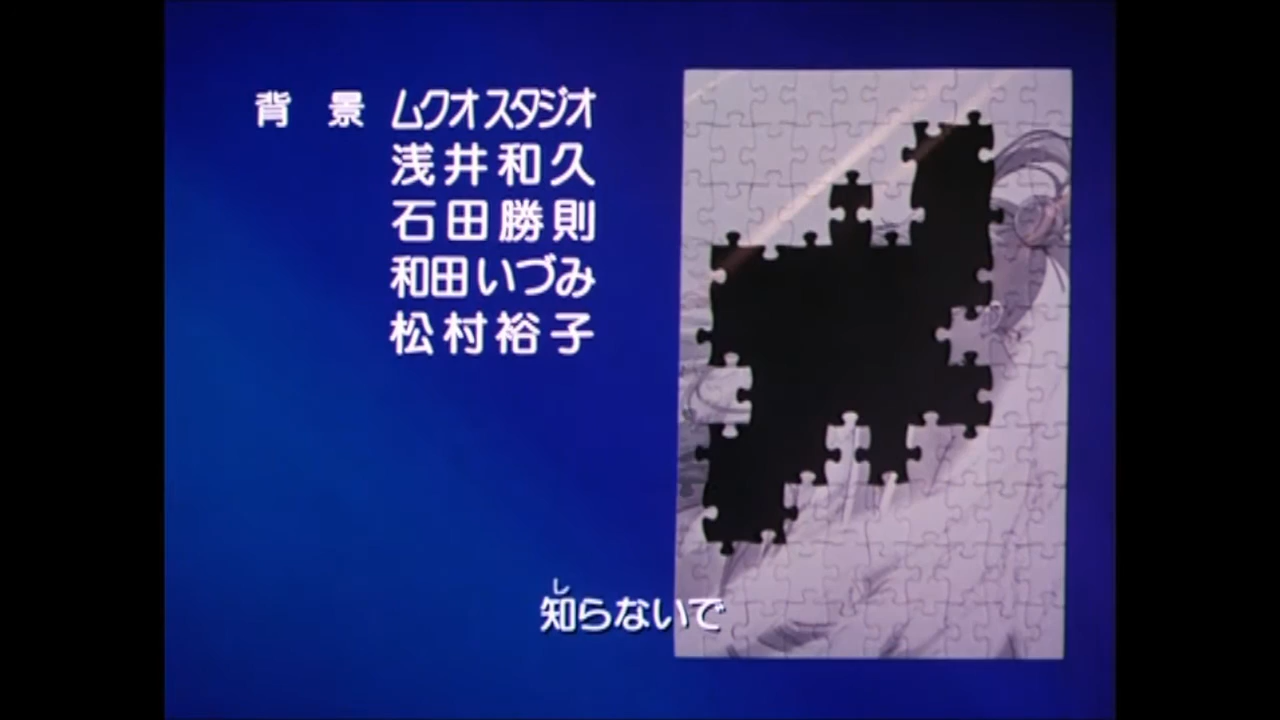 背景 ムクオスタジオ
浅井和久
石田勝則
和田いづみ
松村裕子
し
知らないで